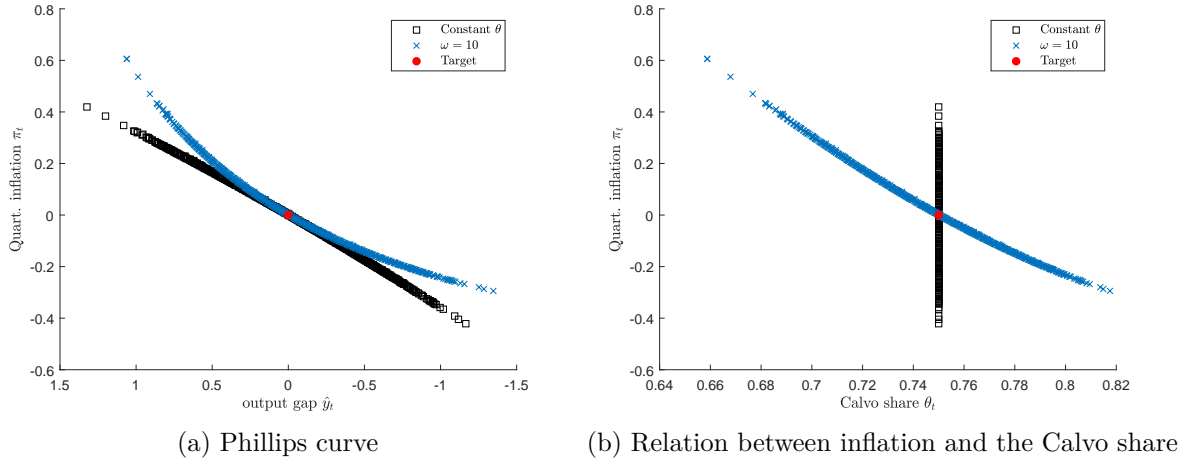 0.8
0.6
0.4
0.2
0
-0.2
-0.4
-0.6
Quart. inflation π_t
1.5
1
0.5
0
-0.5
-1
-1.5
output gap ŷ_t
Constant θ
ω = 10
Target
(a) Phillips curve
0.8
0.6
0.4
0.2
0
-0.2
-0.4
-0.6
Quart. inflation π_t
0.64
0.66
0.68
0.7
0.72
0.74
0.76
0.78
0.8
0.82
Calvo share θ_t
Constant θ
ω = 10
Target
(b) Relation between inflation and the Calvo share